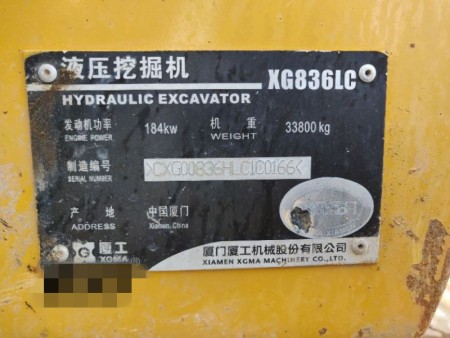 液压挖掘机 XG836LC
HYDRAULIC EXCAVATOR
发动机功率 184kw 机 重 33800 kg
ENGINE POWER WEIGHT
制造编号 >CXG00836HLC1C0166<
SERIAL NUMBER
产 地 中国厦门
ADDRESS Xiamen, China
厦工 厦门厦工机械股份有限公司
XGMA XIAMEN XGMA MACHINERY CO., LTD.